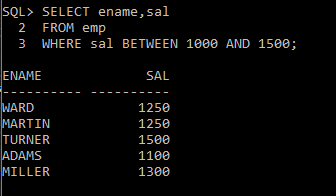 SQL> SELECT ename,sal
  2  FROM emp
  3  WHERE sal BETWEEN 1000 AND 1500;
ENAME             SAL
---------- ----------
WARD             1250
MARTIN           1250
TURNER           1500
ADAMS            1100
MILLER           1300